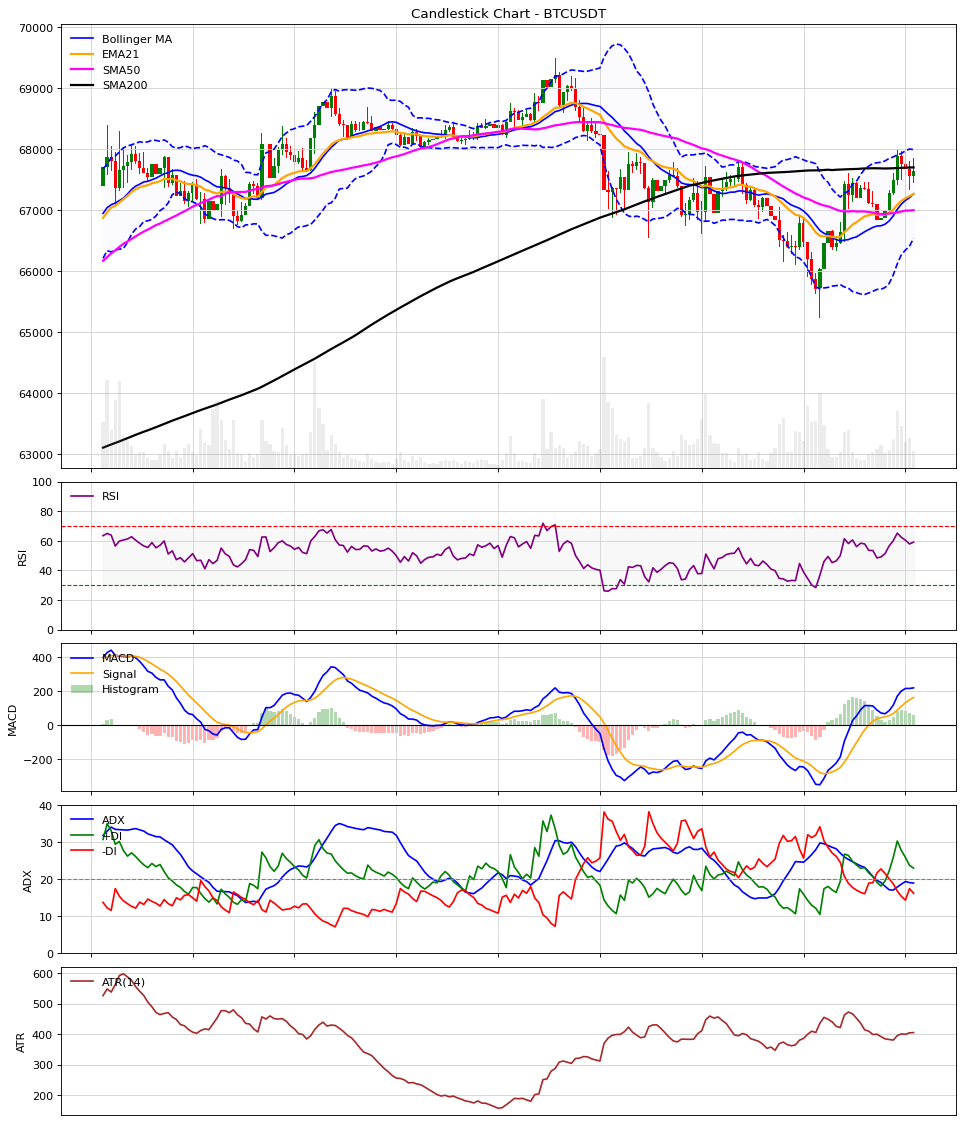 Candlestick Chart - BTCUSDT
Bollinger MA
EMA21
SMA50
SMA200
70000
69000
68000
67000
66000
65000
64000
63000
RSI
RSI
100
80
60
40
20
0
MACD
Signal
Histogram
MACD
400
200
0
−200
ADX
+DI
-DI
ADX
40
30
20
10
0
ATR(14)
ATR
600
500
400
300
200